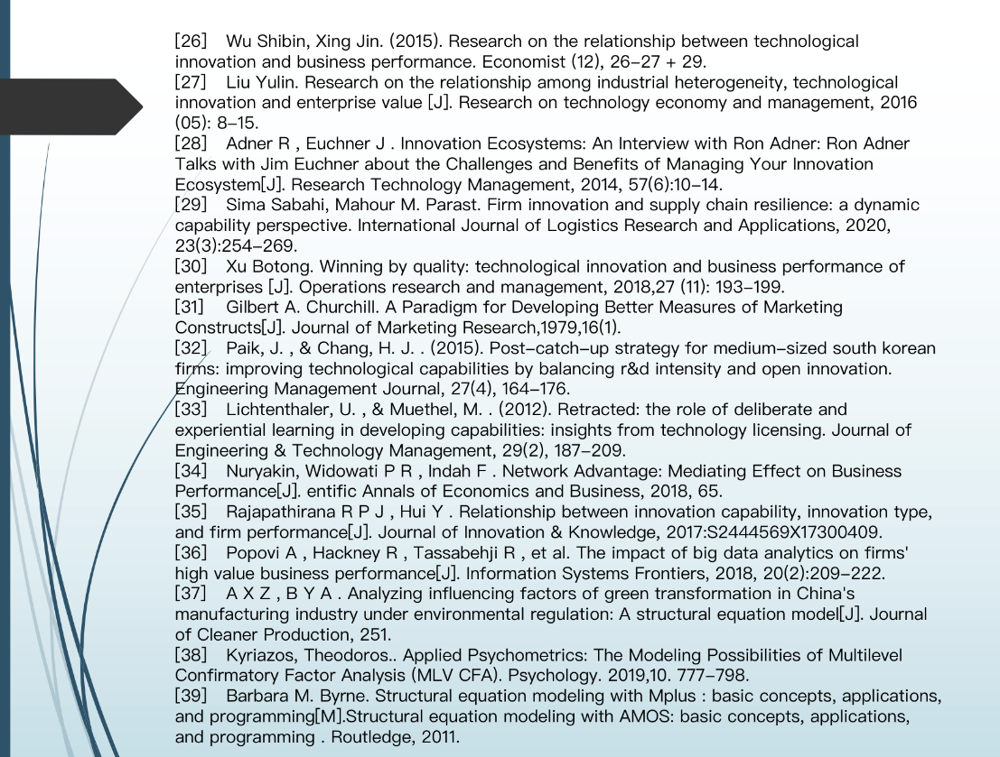 [26] Wu Shibin, Xing Jin. (2015). Research on the relationship between technological
innovation and business performance. Economist (12), 26–27 + 29.
[27] Liu Yulin. Research on the relationship among industrial heterogeneity, technological
innovation and enterprise value [J]. Research on technology economy and management, 2016
(05): 8–15.
[28] Adner R , Euchner J . Innovation Ecosystems: An Interview with Ron Adner: Ron Adner
Talks with Jim Euchner about the Challenges and Benefits of Managing Your Innovation
Ecosystem[J]. Research Technology Management, 2014, 57(6):10–14.
[29] Sima Sabahi, Mahour M. Parast. Firm innovation and supply chain resilience: a dynamic
capability perspective. International Journal of Logistics Research and Applications, 2020,
23(3):254–269.
[30] Xu Botong. Winning by quality: technological innovation and business performance of
enterprises [J]. Operations research and management, 2018,27 (11): 193–199.
[31] Gilbert A. Churchill. A Paradigm for Developing Better Measures of Marketing
Constructs[J]. Journal of Marketing Research,1979,16(1).
[32] Paik, J. , & Chang, H. J. . (2015). Post–catch–up strategy for medium–sized south korean
firms: improving technological capabilities by balancing r&d intensity and open innovation.
Engineering Management Journal, 27(4), 164–176.
[33] Lichtenthaler, U. , & Muethel, M. . (2012). Retracted: the role of deliberate and
experiential learning in developing capabilities: insights from technology licensing. Journal of
Engineering & Technology Management, 29(2), 187–209.
[34] Nuryakin, Widowati P R , Indah F . Network Advantage: Mediating Effect on Business
Performance[J]. entific Annals of Economics and Business, 2018, 65.
[35] Rajapathirana R P J , Hui Y . Relationship between innovation capability, innovation type,
and firm performance[J]. Journal of Innovation & Knowledge, 2017:S2444569X17300409.
[36] Popovi A , Hackney R , Tassabehji R , et al. The impact of big data analytics on firms'
high value business performance[J]. Information Systems Frontiers, 2018, 20(2):209–222.
[37] A X Z , B Y A . Analyzing influencing factors of green transformation in China's
manufacturing industry under environmental regulation: A structural equation model[J]. Journal
of Cleaner Production, 251.
[38] Kyriazos, Theodoros.. Applied Psychometrics: The Modeling Possibilities of Multilevel
Confirmatory Factor Analysis (MLV CFA). Psychology. 2019,10. 777–798.
[39] Barbara M. Byrne. Structural equation modeling with Mplus : basic concepts, applications,
and programming[M].Structural equation modeling with AMOS: basic concepts, applications,
and programming . Routledge, 2011.